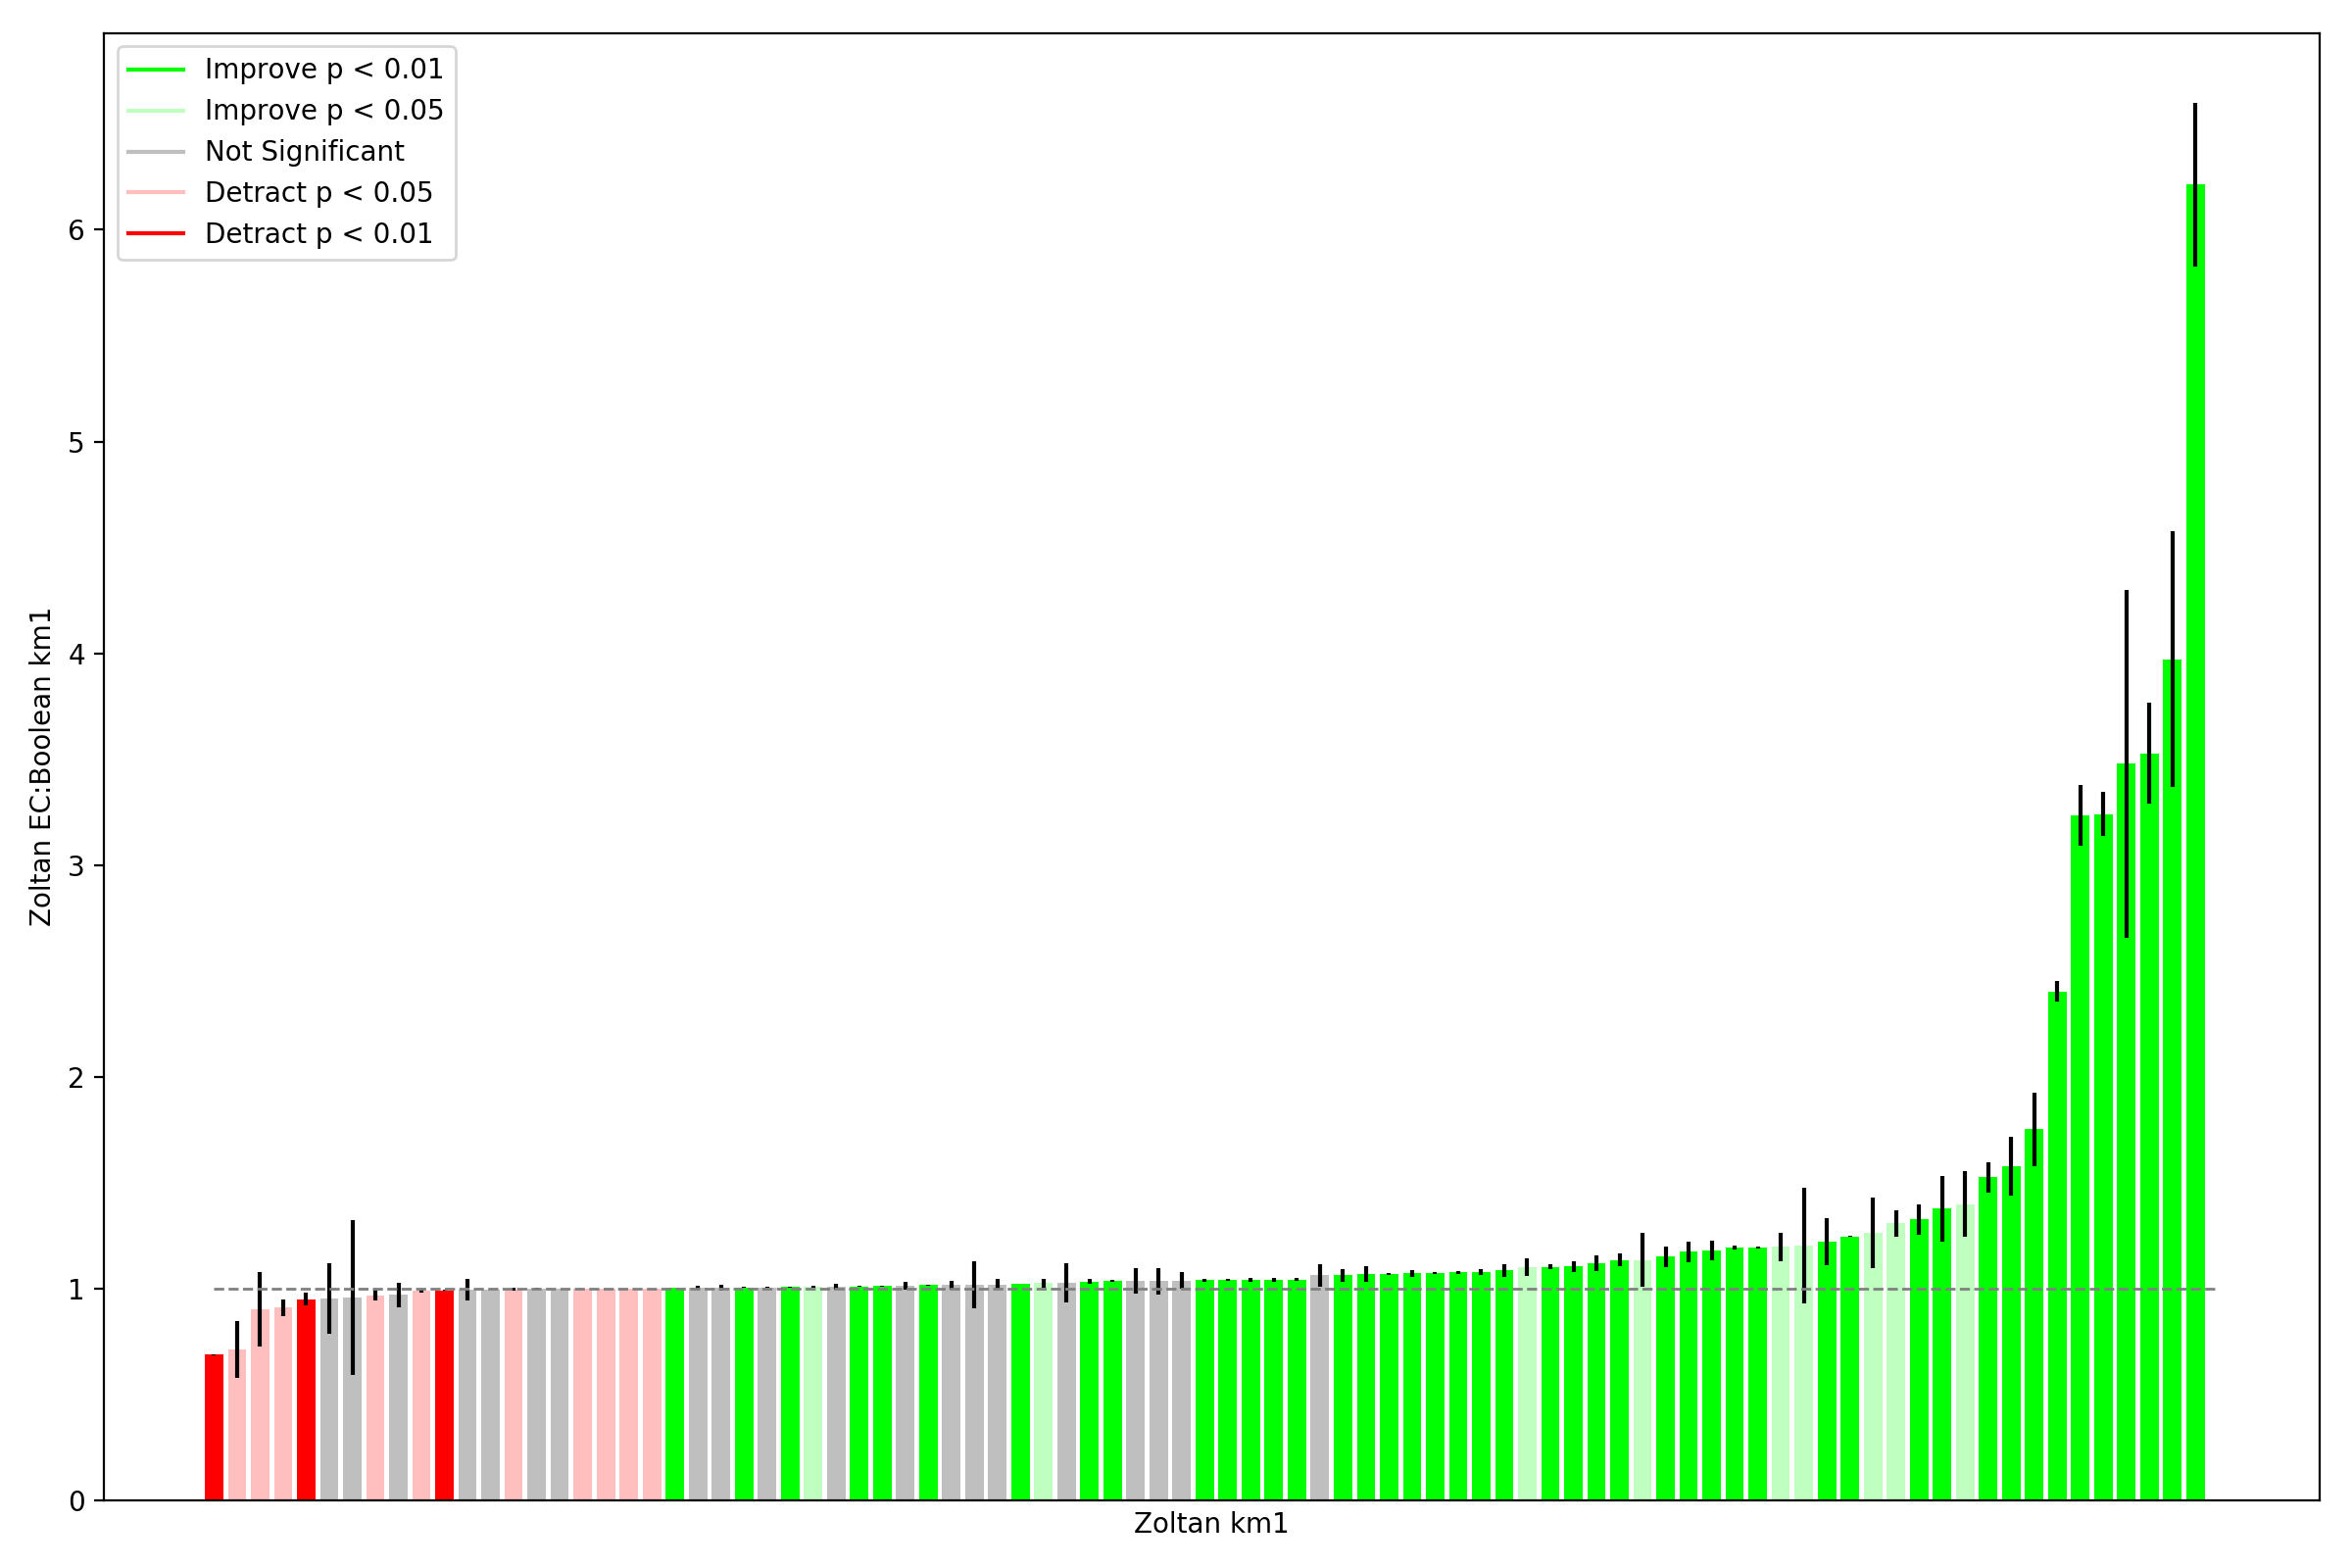 Improve p < 0.01
Improve p < 0.05
Not Significant
Detract p < 0.05
Detract p < 0.01
6
5
4
3
2
1
0
Zoltan EC:Boolean km1
Zoltan km1